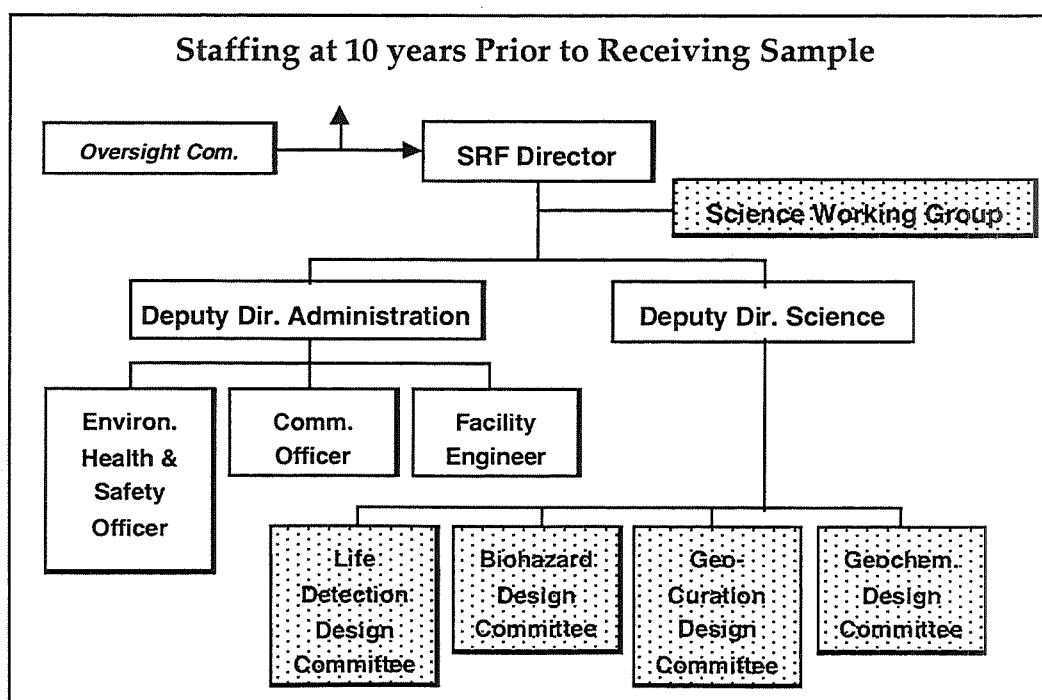 Staffing at 10 years Prior to Receiving Sample
Oversight Com.
SRF Director
Science Working Group
Deputy Dir. Administration
Deputy Dir. Science
Environ.
Health &
Safety
Officer
Comm.
Officer
Facility
Engineer
Life
Detection
Design
Committee
Biohazard
Design
Committee
Geo-
Curation
Design
Committee
Geochem.
Design
Committee